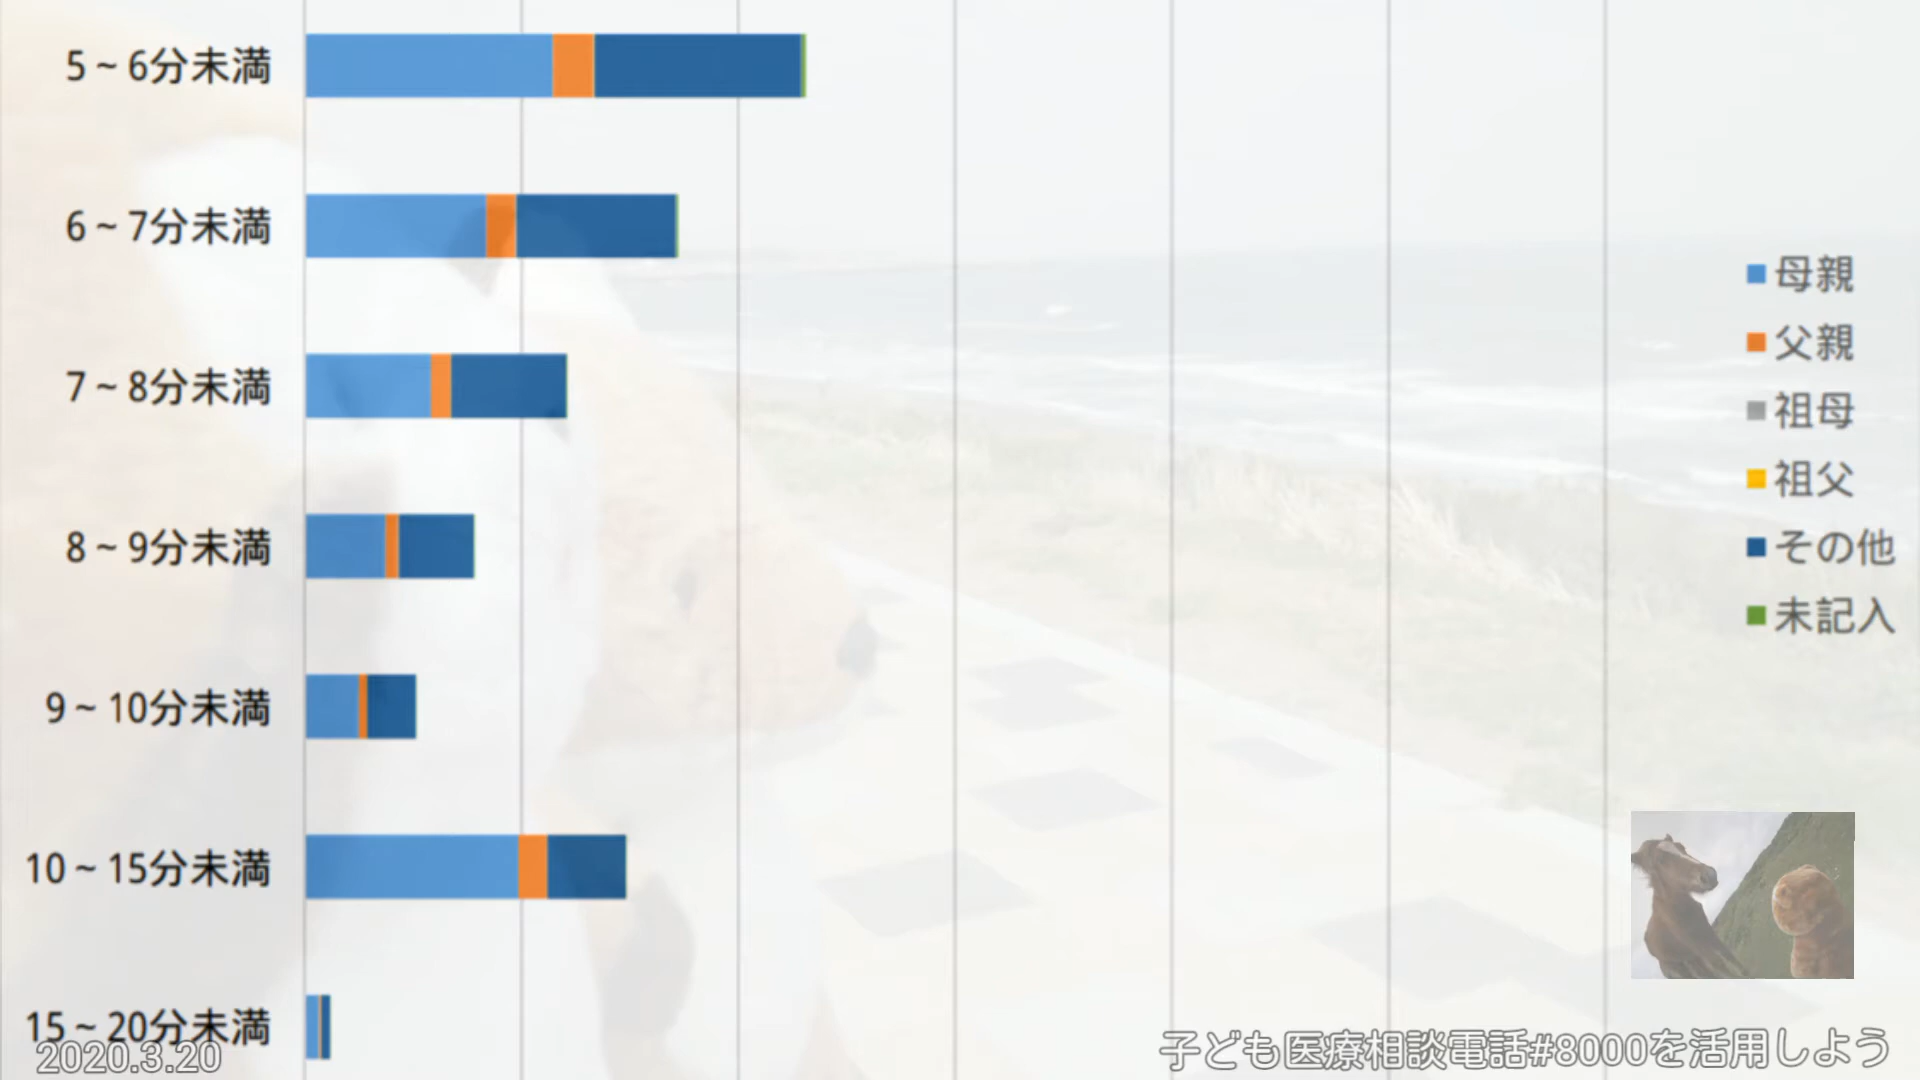 5 ~ 6分未満
6 ~ 7分未満
7 ~ 8分未満
8 ~ 9分未満
9 ~ 10分未満
10 ~ 15分未満
15 ~ 20分未満
母親
父親
祖母
祖父
その他
未記入
2020.3.20
子ども医療相談電話#8000を活用しよう